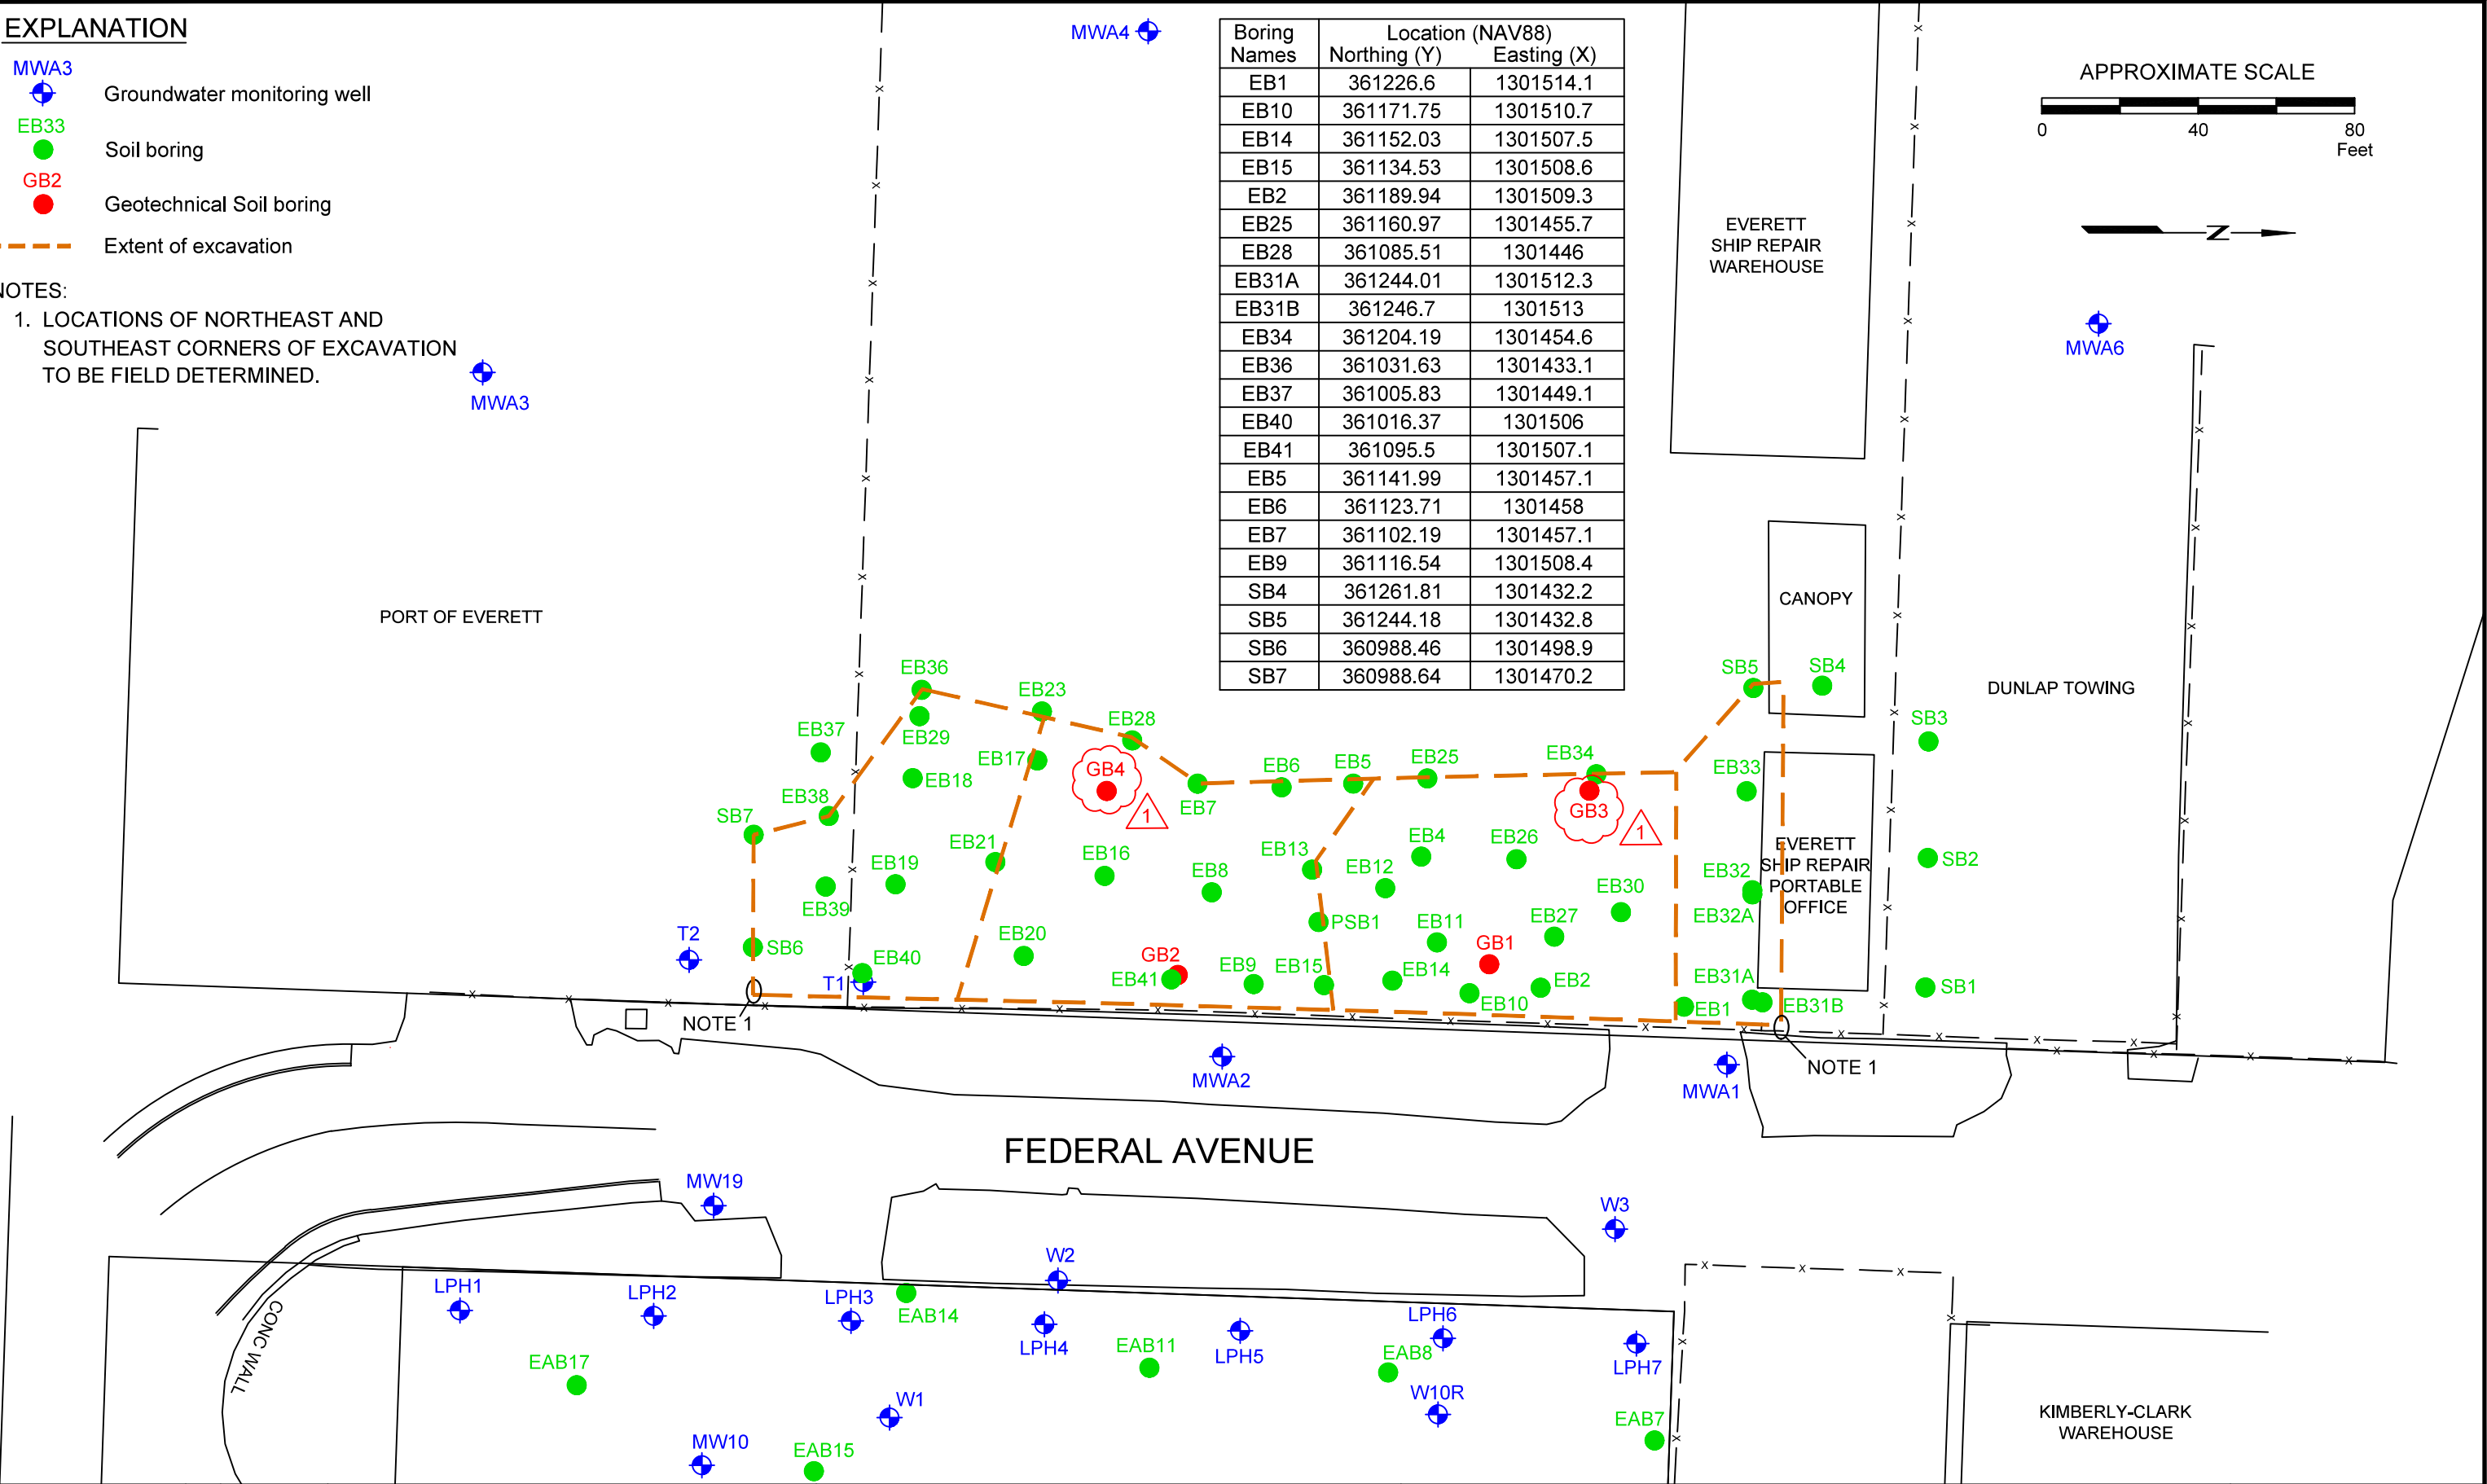 EXPLANATION
MWA3
Groundwater monitoring well
EB33
Soil boring
GB2
Geotechnical Soil boring
Extent of excavation
NOTES:
1. LOCATIONS OF NORTHEAST AND
SOUTHEAST CORNERS OF EXCAVATION
TO BE FIELD DETERMINED.
MWA3
MWA4
Boring Names Location (NAV88)
Northing (Y) Easting (X)
EB1 361226.6 1301514.1
EB10 361171.75 1301510.7
EB14 361152.03 1301507.5
EB15 361134.53 1301508.6
EB2 361189.94 1301509.3
EB25 361160.97 1301455.7
EB28 361085.51 1301446
EB31A 361244.01 1301512.3
EB31B 361246.7 1301513
EB34 361204.19 1301454.6
EB36 361031.63 1301433.1
EB37 361005.83 1301449.1
EB40 361016.37 1301506
EB41 361095.5 1301507.1
EB5 361141.99 1301457.1
EB6 361123.71 1301458
EB7 361102.19 1301457.1
EB9 361116.54 1301508.4
SB4 361261.81 1301432.2
SB5 361244.18 1301432.8
SB6 360988.46 1301498.9
SB7 360988.64 1301470.2
APPROXIMATE SCALE
0 40 80
Feet
N
EVERETT
SHIP REPAIR
WAREHOUSE
MWA6
CANOPY
PORT OF EVERETT
DUNLAP TOWING
EB36
EB23
EB28
SB5
SB4
SB3
EB37
EB29
EB17
GB4
1
EB18
EB7
EB6
EB5
EB25
EB34
GB3
1
EB33
SB7
EB38
EB21
EB19
EB16
EB8
EB13
EB12
EB4
EB26
EVERETT
SHIP REPAIR
PORTABLE
OFFICE
EB32
EB32A
SB2
EB39
EB30
PSB1
EB11
EB27
T2
SB6
EB40
EB20
GB2
EB41
EB9
EB15
EB14
GB1
EB2
EB10
EB31A
EB31B
EB1
SB1
T1
NOTE 1
MWA2
MWA1
NOTE 1
FEDERAL AVENUE
MW19
W3
W2
LPH1
LPH2
LPH3
EAB14
LPH4
LPH5
LPH6
LPH7
CONC WALL
EAB17
EAB11
EAB8
W1
W10R
EAB7
MW10
EAB15
KIMBERLY-CLARK
WAREHOUSE